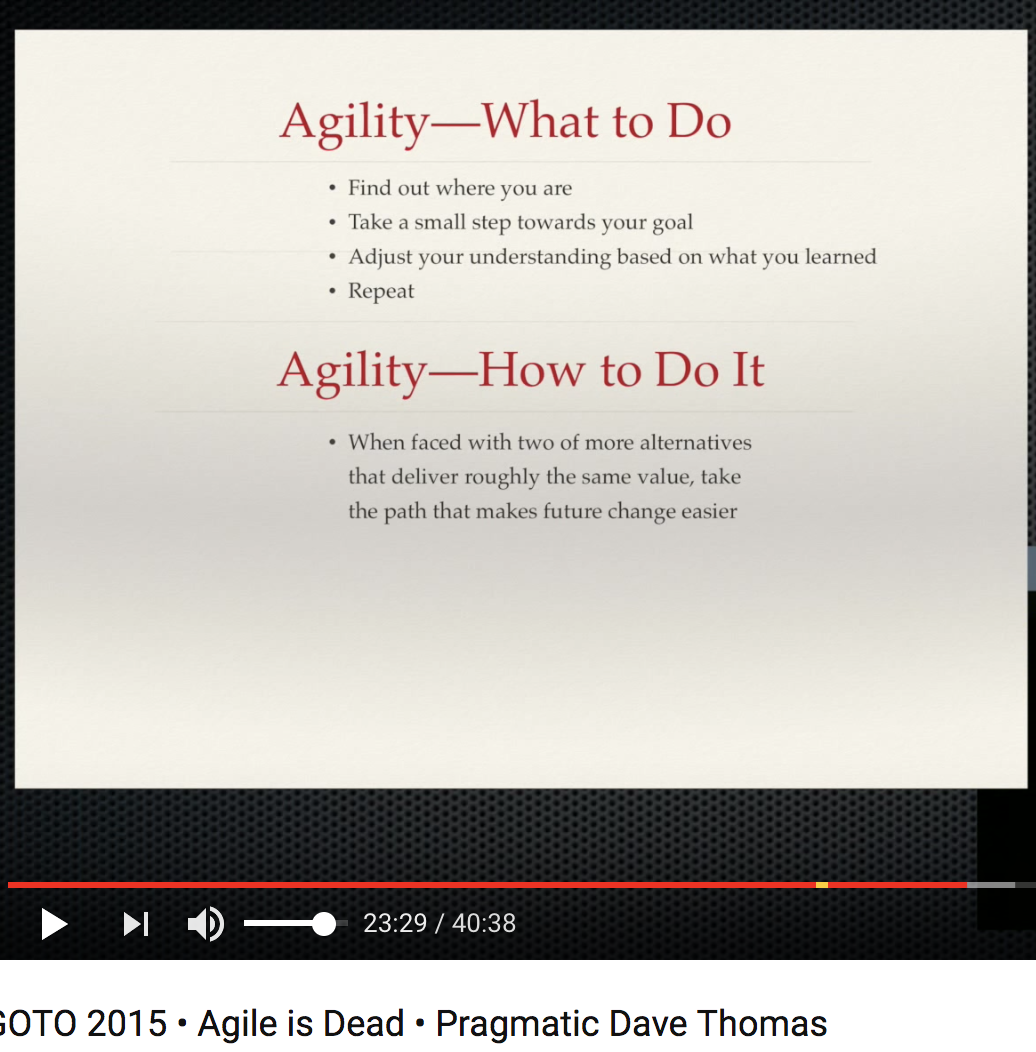 Agility—What to Do
• Find out where you are
• Take a small step towards your goal
• Adjust your understanding based on what you learned
• Repeat
Agility—How to Do It
• When faced with two of more alternatives
that deliver roughly the same value, take
the path that makes future change easier
23:29 / 40:38
GOTO 2015 • Agile is Dead • Pragmatic Dave Thomas